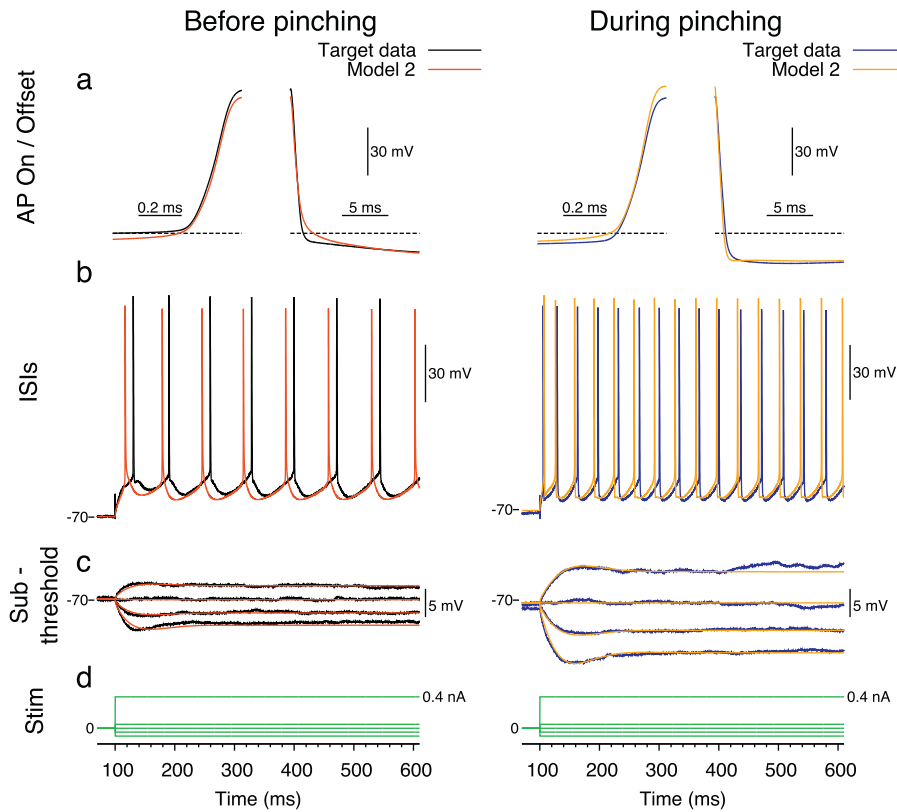 Before pinching
During pinching
Target data
Model 2
Target data
Model 2
a
AP On / Offset
30 mV
0.2 ms
5 ms
30 mV
0.2 ms
5 ms
b
ISIs
30 mV
-70
30 mV
-70
c
Sub -
threshold
-70
5 mV
-70
5 mV
d
Stim
0.4 nA
0
0.4 nA
0
100 200 300 400 500 600
Time (ms)
100 200 300 400 500 600
Time (ms)